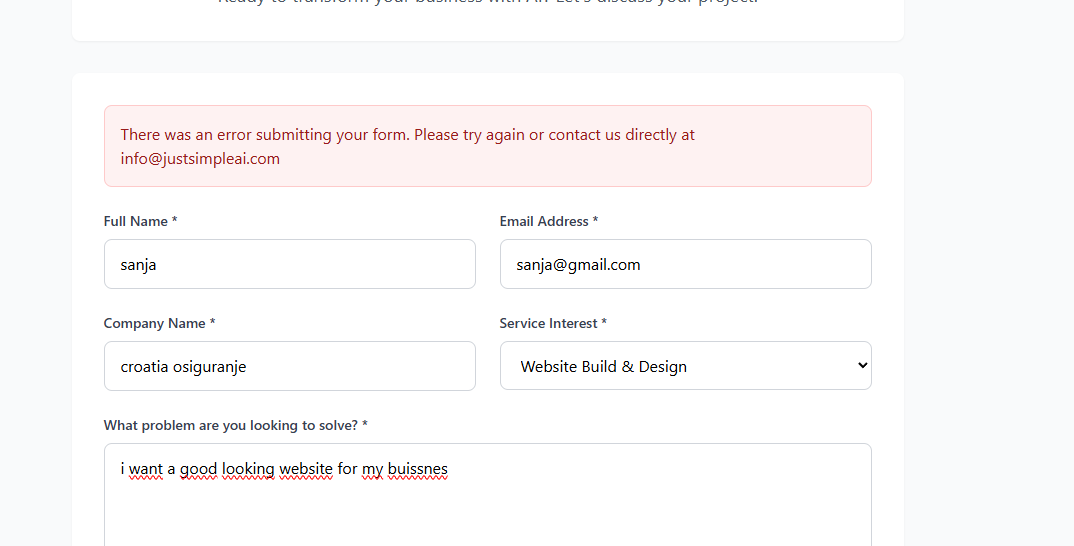 Ready to transform your business with AI? Let's discuss your project.
There was an error submitting your form. Please try again or contact us directly at
info@justsimpleai.com
Full Name *
Email Address *
sanja
sanja@gmail.com
Company Name *
Service Interest *
croatia osiguranje
Website Build & Design
What problem are you looking to solve? *
i want a good looking website for my buissnes